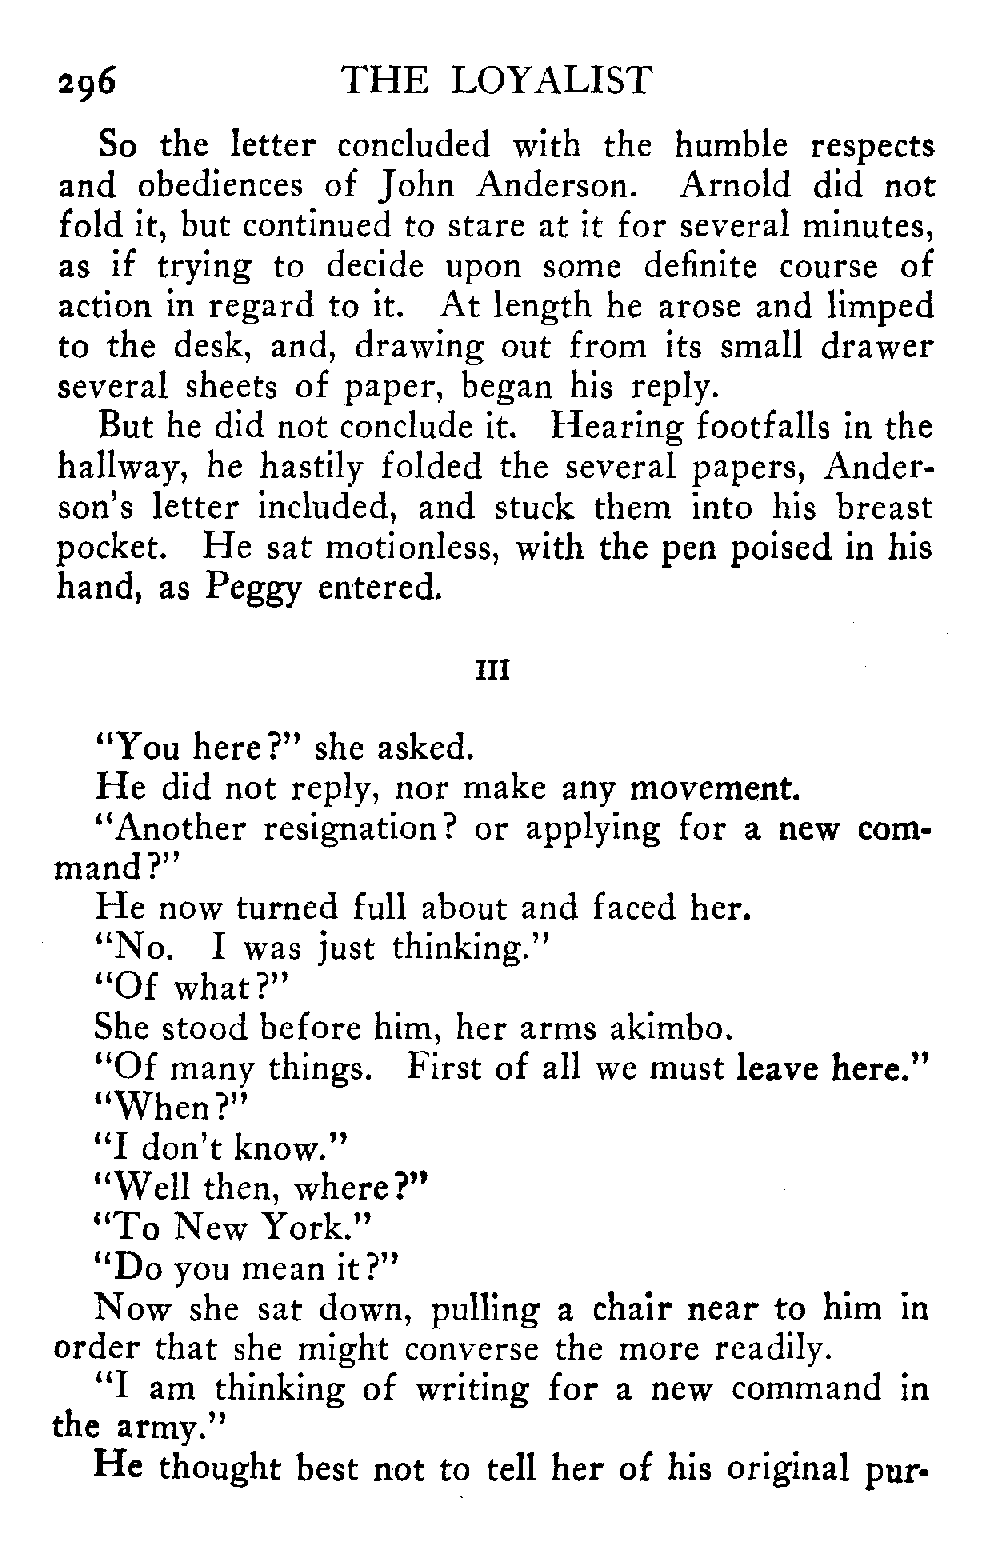 296 THE LOYALIST
So the letter concluded with the humble respects
and obediences of John Anderson. Arnold did not
fold it, but continued to stare at it for several minutes,
as if trying to decide upon some definite course of
action in regard to it. At length he arose and limped
to the desk, and, drawing out from its small drawer
several sheets of paper, began his reply.
But he did not conclude it. Hearing footfalls in the
hallway, he hastily folded the several papers, Ander-
son's letter included, and stuck them into his breast
pocket. He sat motionless, with the pen poised in his
hand, as Peggy entered.
III
"You here?" she asked.
He did not reply, nor make any movement.
"Another resignation? or applying for a new com-
mand?"
He now turned full about and faced her.
"No. I was just thinking."
"Of what?"
She stood before him, her arms akimbo.
"Of many things. First of all we must leave here."
"When?"
"I don't know."
"Well then, where?"
"To New York."
"Do you mean it?"
Now she sat down, pulling a chair near to him in
order that she might converse the more readily.
"I am thinking of writing for a new command in
the army."
He thought best not to tell her of his original pur-